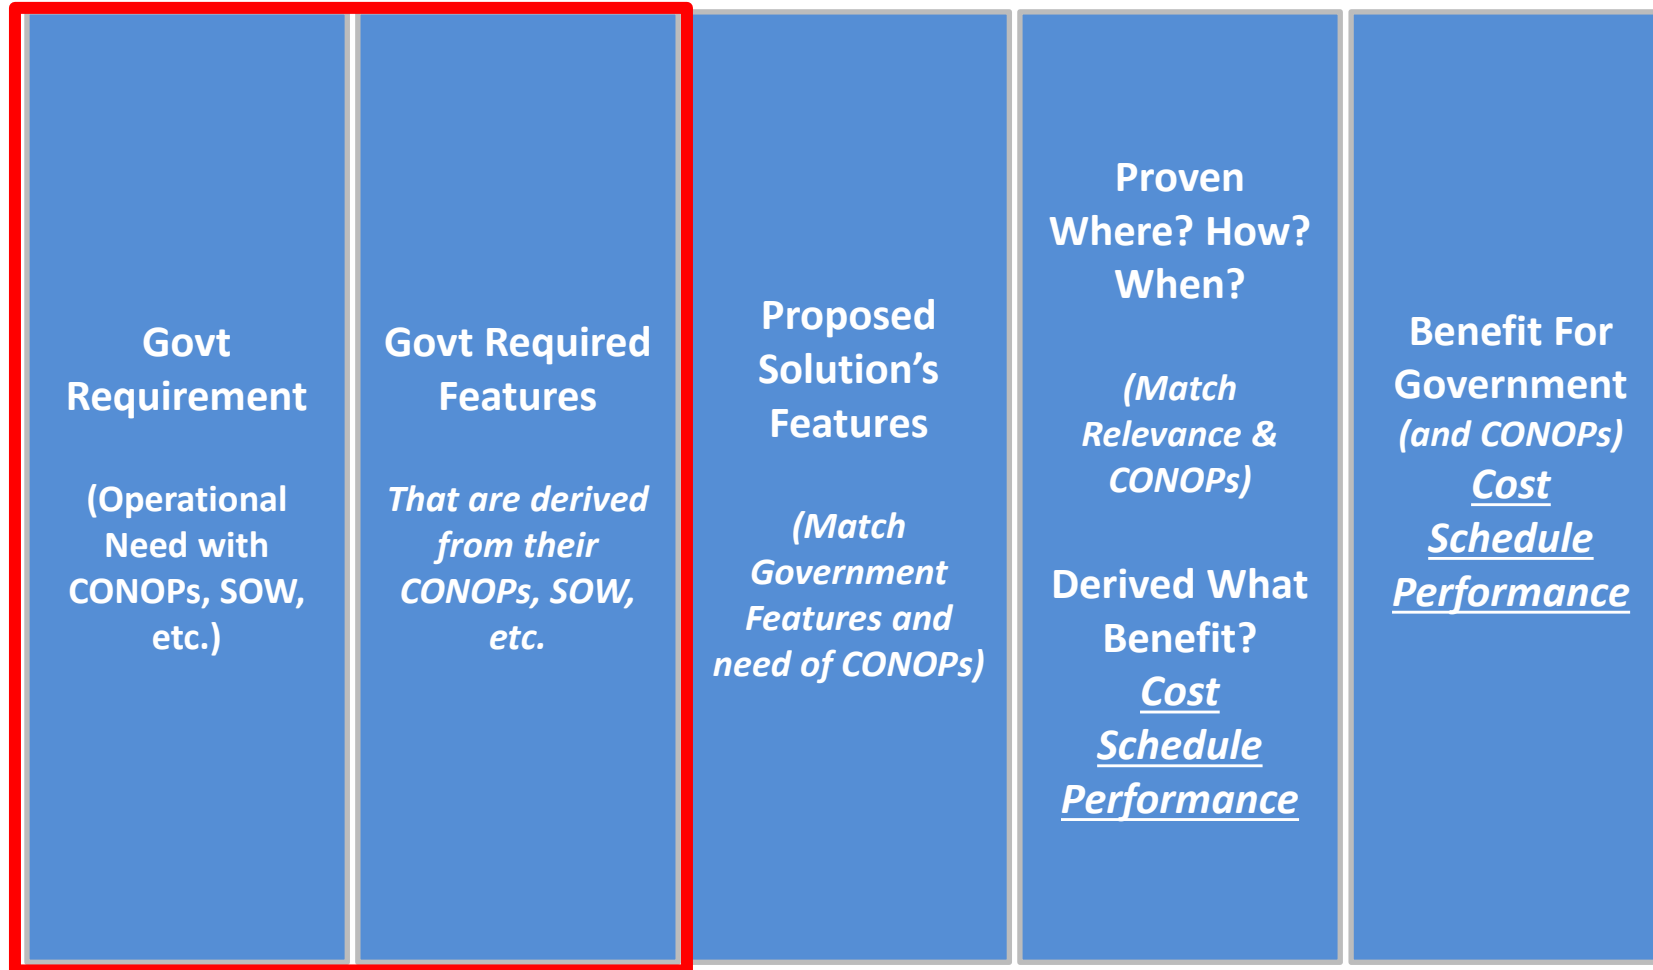 Govt
Requirement
(Operational
Need with
CONOPs, SOW,
etc.)
Govt Required
Features
That are derived
from their
CONOPs, SOW,
etc.
Proposed
Solution’s
Features
(Match
Government
Features and
need of CONOPs)
Proven
Where? How?
When?
(Match
Relevance &
CONOPs)
Derived What
Benefit?
Cost
Schedule
Performance
Benefit For
Government
(and CONOPs)
Cost
Schedule
Performance